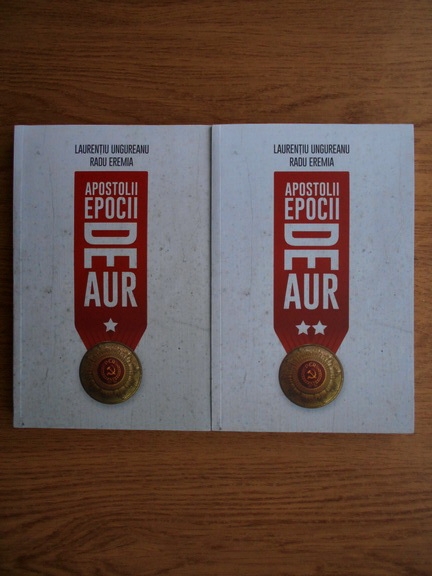 LAURENȚIU UNGUREANU
RADU EREMIA
APOSTOLII
EPOCII
DE
AUR
LAURENȚIU UNGUREANU
RADU EREMIA
APOSTOLII
EPOCII
DE
AUR